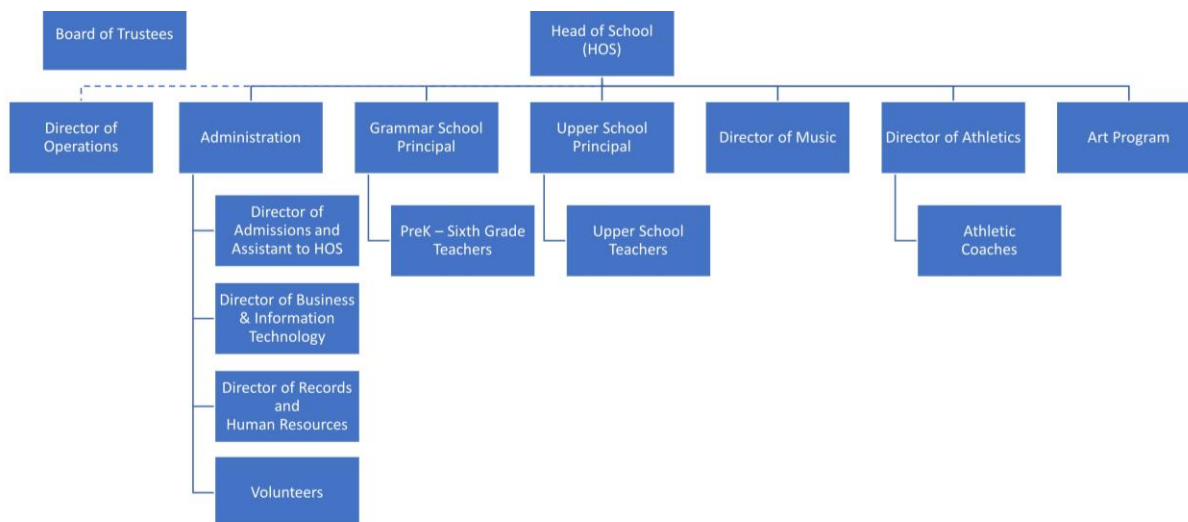 Board of Trustees
Head of School
(HOS)
Director of
Operations
Administration
Grammar School
Principal
Upper School
Principal
Director of Music
Director of Athletics
Art Program
Director of
Admissions and
Assistant to HOS
PreK – Sixth Grade
Teachers
Upper School
Teachers
Athletic
Coaches
Director of Business
& Information
Technology
Director of Records
and
Human Resources
Volunteers